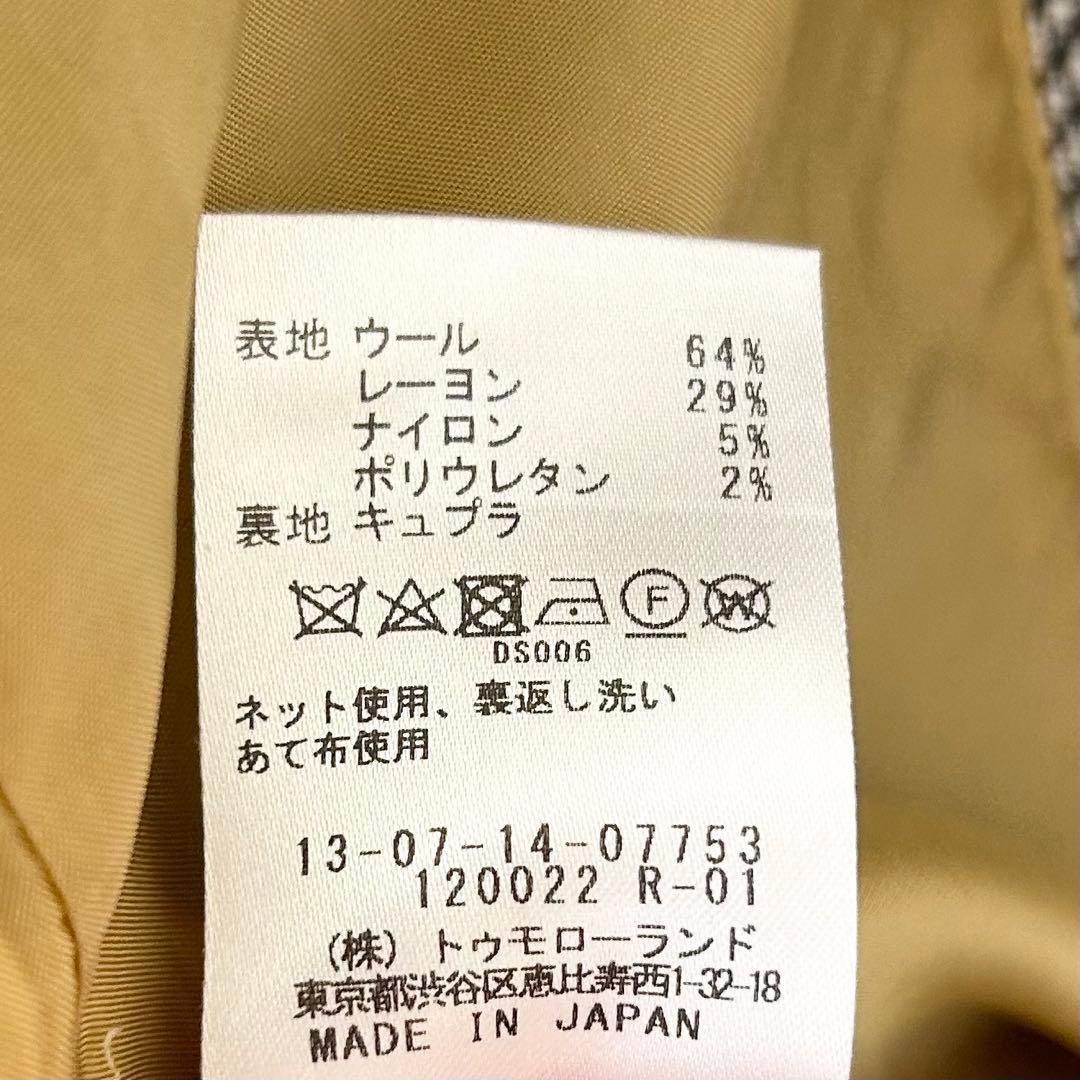 表地 ウール 64%
レーヨン 29%
ナイロン 5%
ポリウレタン 2%
裏地 キュプラ
F W
DS006
ネット使用、裏返し洗い
あて布使用
13-07-14-07753
120022 R-01
(株) トゥモローランド
東京都渋谷区恵比寿西1-32-18
MADE IN JAPAN